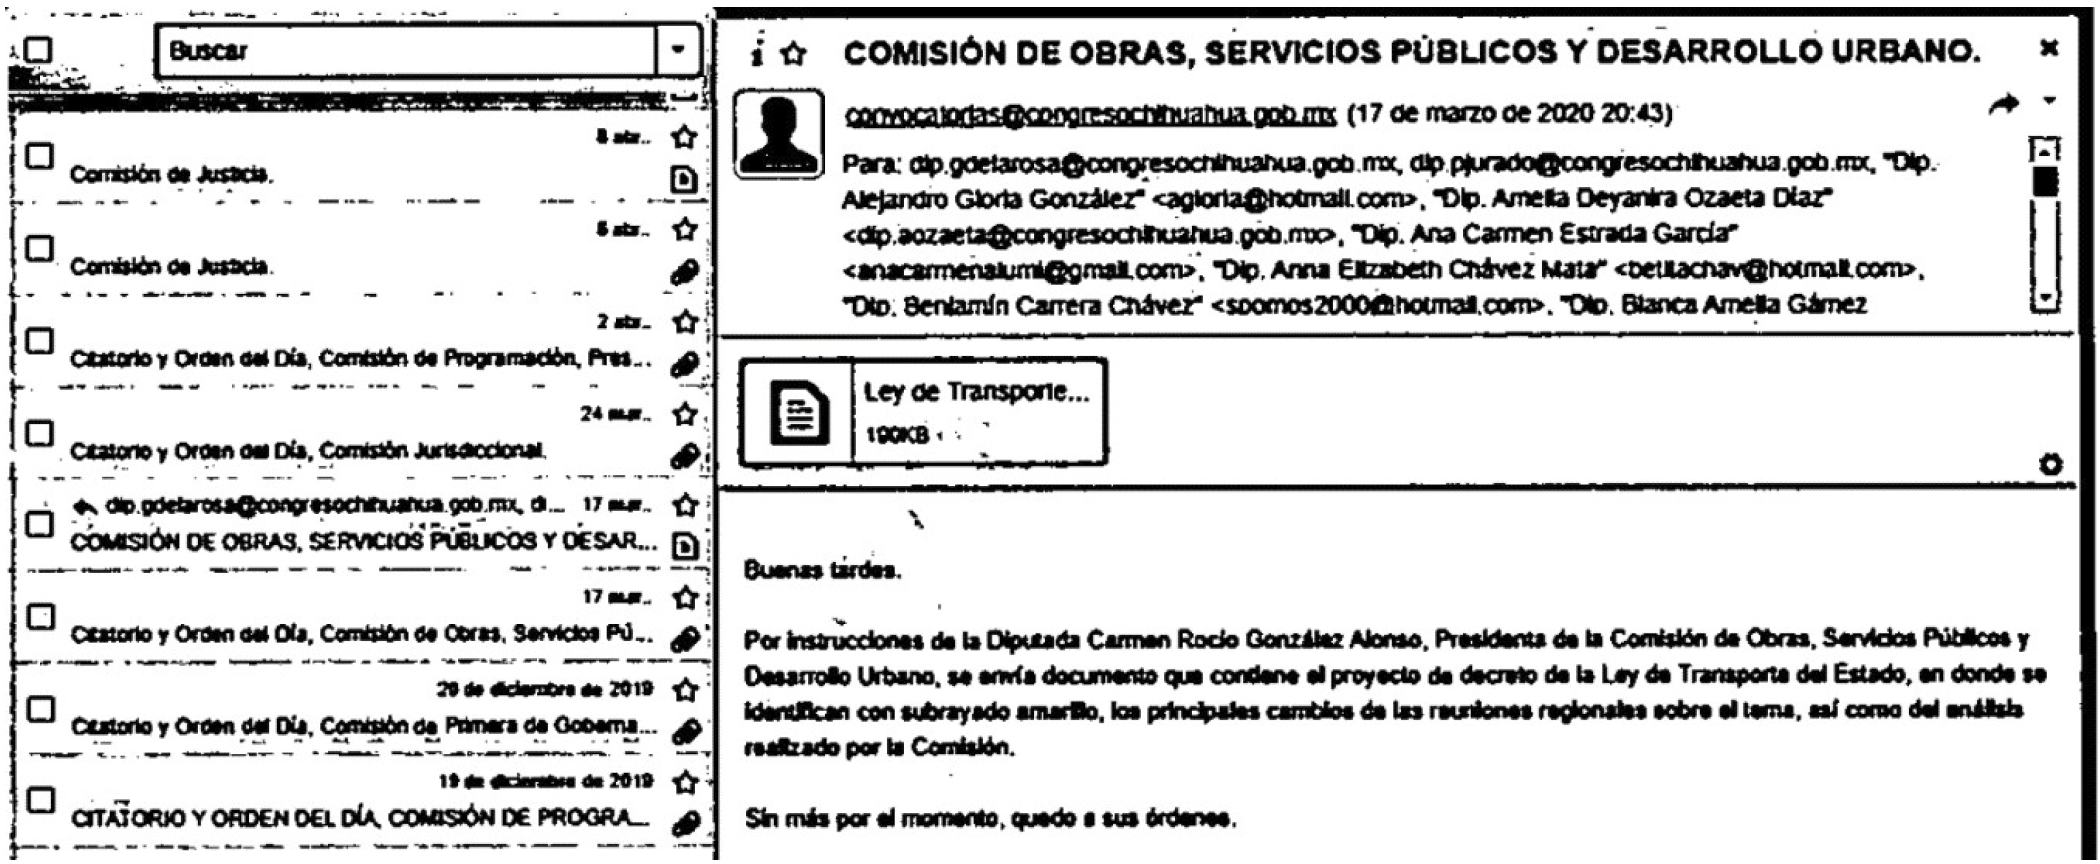 Buscar
8 abr..
Comisión de Justicia.
6 abr..
Comisión de Justicia.
2 abr..
Citatorio y Orden del Día, Comisión de Programación, Pres...
24 mar..
Citatorio y Orden del Día, Comisión Jurisdiccional.
dip.gdelarosa@congresochihuahua.gob.mx, di... 17 mar..
COMISIÓN DE OBRAS, SERVICIOS PÚBLICOS Y DESAR...
17 mar..
Citatorio y Orden del Día, Comisión de Obras, Servicios Pú...
20 de diciembre de 2019
Citatorio y Orden del Día, Comisión de Primera de Goberna...
19 de diciembre de 2019
CITATORIO Y ORDEN DEL DÍA, COMISIÓN DE PROGRA...
COMISIÓN DE OBRAS, SERVICIOS PÚBLICOS Y DESARROLLO URBANO.
convocatorias@congresochihuahua.gob.mx (17 de marzo de 2020 20:43)
Para: dip.gdelarosa@congresochihuahua.gob.mx, dip.pjurado@congresochihuahua.gob.mx, "Dip.
Alejandro Gloria González" <agloria@hotmail.com>, "Dip. Amelia Deyanira Ozaeta Díaz"
<dip.aozaeta@congresochihuahua.gob.mx>, "Dip. Ana Carmen Estrada García"
<anacarmenalumi@gmail.com>, "Dip. Anna Elizabeth Chávez Mata" <betitachav@hotmail.com>,
"Dip. Benjamín Carrera Chávez" <spomos2000@hotmail.com>, "Dip. Blanca Amelia Gámez
Ley de Transporte...
190KB
Buenas tardes.
Por instrucciones de la Diputada Carmen Rocío González Alonso, Presidenta de la Comisión de Obras, Servicios Públicos y
Desarrollo Urbano, se envía documento que contiene el proyecto de decreto de la Ley de Transporte del Estado, en donde se
identifican con subrayado amarillo, los principales cambios de las reuniones regionales sobre el tema, así como del análisis
realizado por la Comisión.
Sin más por el momento, quedo a sus órdenes.